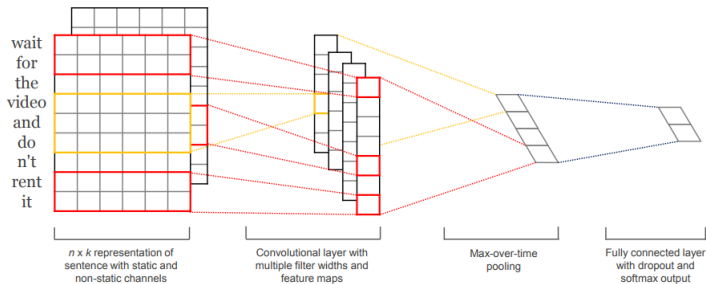 wait
for
the
video
and
do
n't
rent
it
n x k representation of
sentence with static and
non-static channels
Convolutional layer with
multiple filter widths and
feature maps
Max-over-time
pooling
Fully connected layer
with dropout and
softmax output